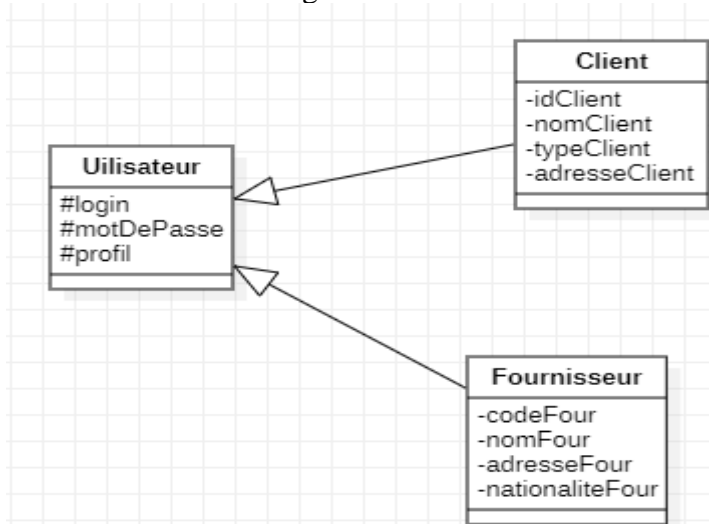 Uilisateur
#login
#motDePasse
#profil
Client
-idClient
-nomClient
-typeClient
-adresseClient
Fournisseur
-codeFour
-nomFour
-adresseFour
-nationaliteFour